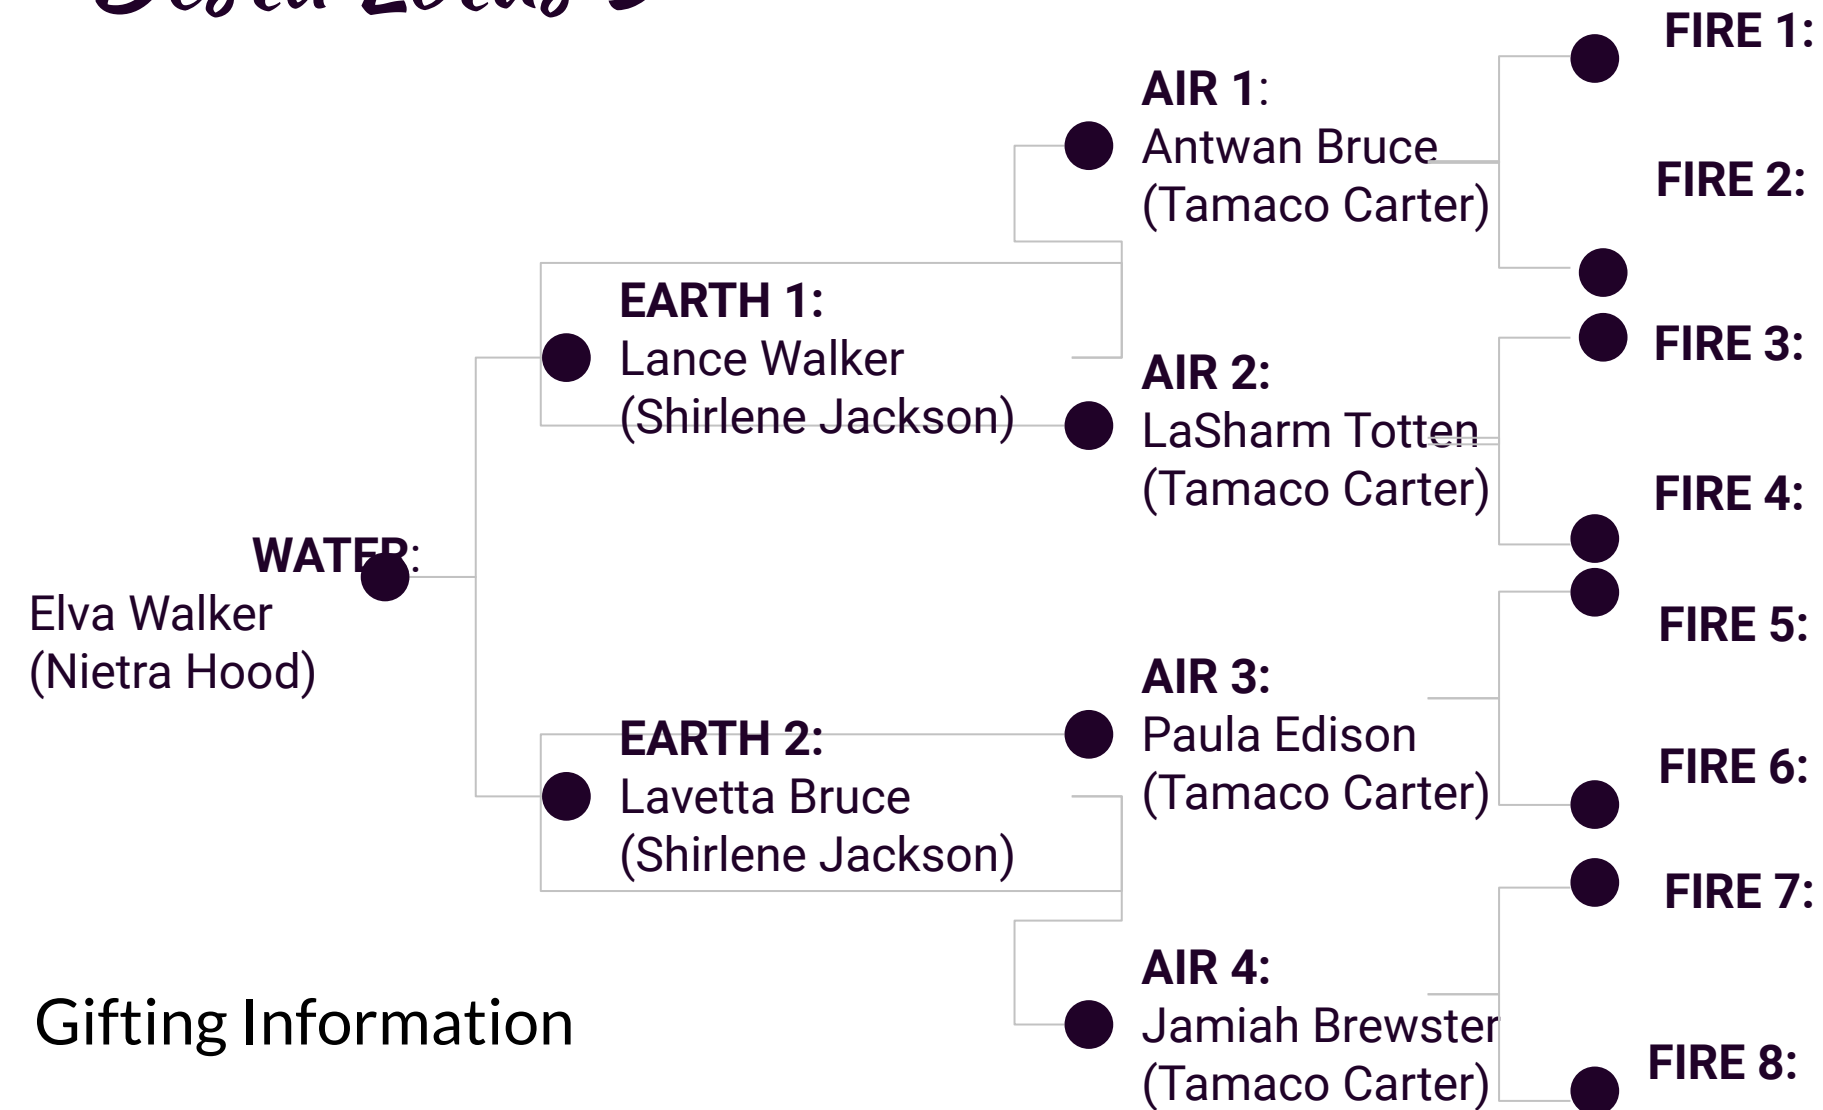 Lotus
WATER:
Elva Walker
(Nietra Hood)
EARTH 1:
Lance Walker
(Shirlene Jackson)
EARTH 2:
Lavetta Bruce
(Shirlene Jackson)
AIR 1:
Antwan Bruce
(Tamaco Carter)
AIR 2:
LaSharm Totten
(Tamaco Carter)
AIR 3:
Paula Edison
(Tamaco Carter)
AIR 4:
Jamiah Brewster
(Tamaco Carter)
FIRE 1:
FIRE 2:
FIRE 3:
FIRE 4:
FIRE 5:
FIRE 6:
FIRE 7:
FIRE 8:
Gifting Information